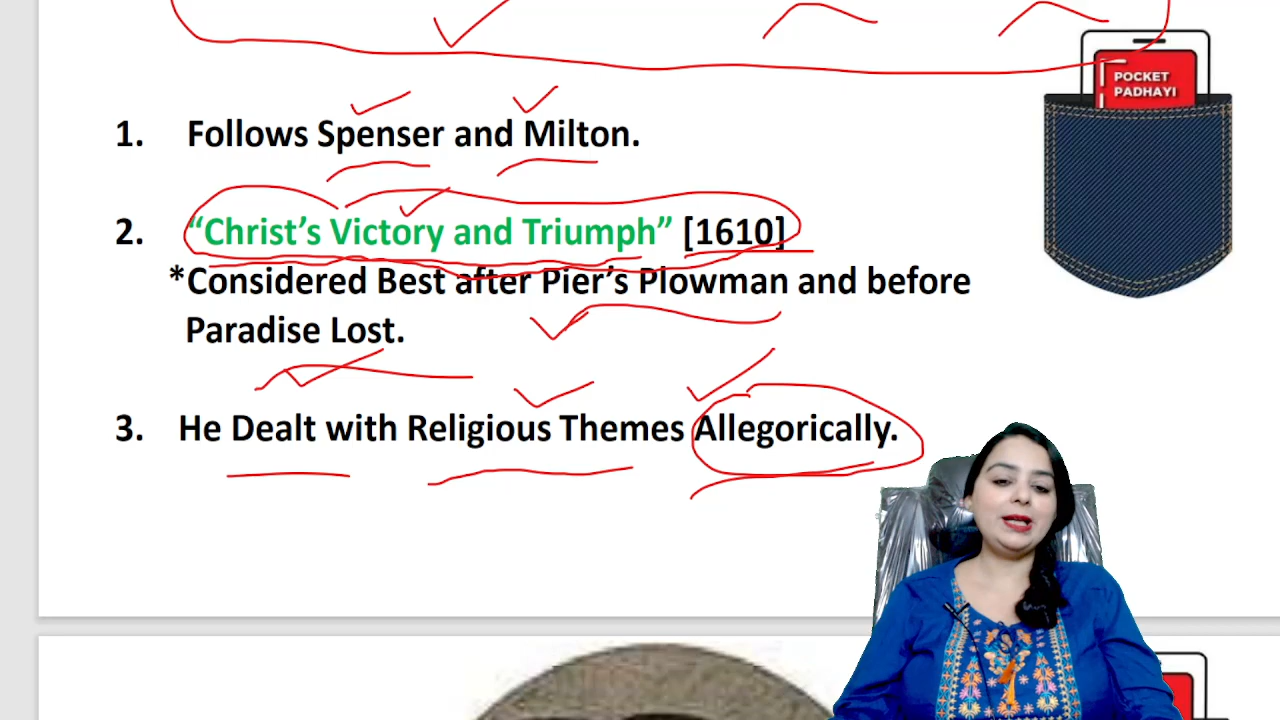 POCKET
PADHAYI
1. Follows Spenser and Milton.
2. “Christ’s Victory and Triumph” [1610]
*Considered Best after Pier’s Plowman and before
Paradise Lost.
3. He Dealt with Religious Themes Allegorically.